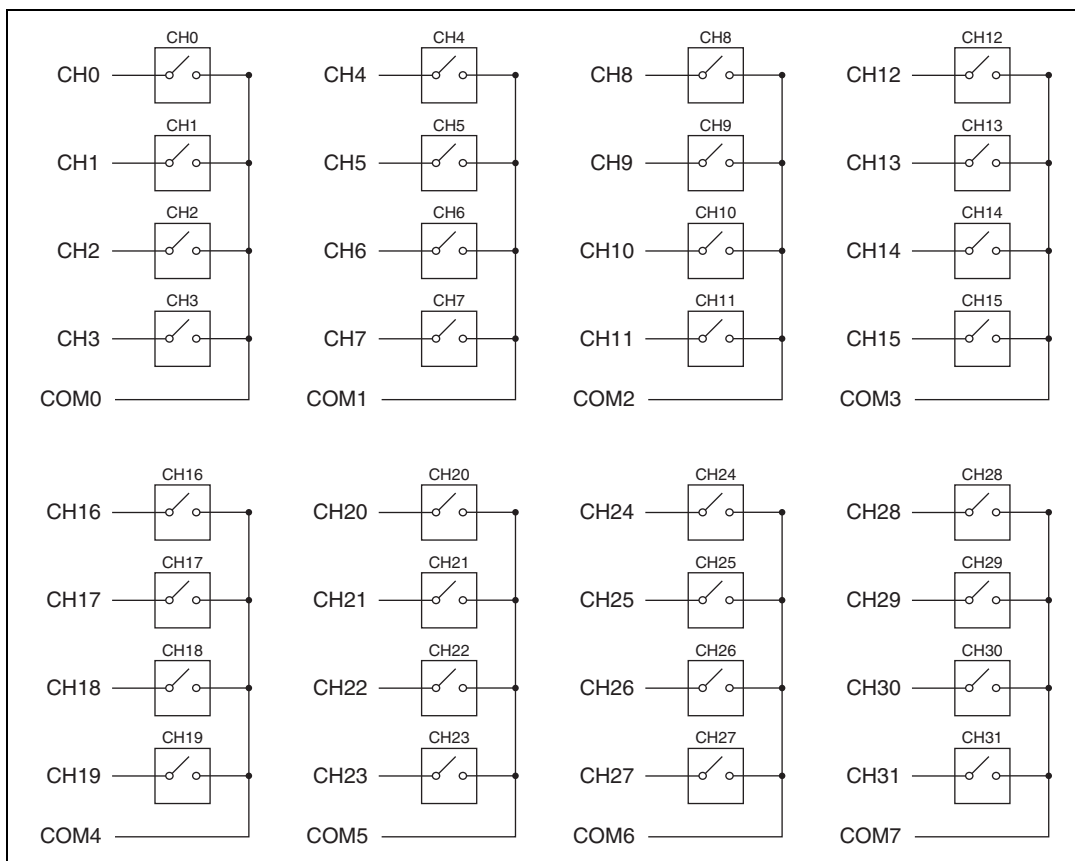 CH0 CH4 CH8 CH12
CH0 CH4 CH8 CH12
CH1 CH5 CH9 CH13
CH1 CH5 CH9 CH13
CH2 CH6 CH10 CH14
CH2 CH6 CH10 CH14
CH3 CH7 CH11 CH15
CH3 CH7 CH11 CH15
COM0 COM1 COM2 COM3
CH16 CH20 CH24 CH28
CH16 CH20 CH24 CH28
CH17 CH21 CH25 CH29
CH17 CH21 CH25 CH29
CH18 CH22 CH26 CH30
CH18 CH22 CH26 CH30
CH19 CH23 CH27 CH31
CH19 CH23 CH27 CH31
COM4 COM5 COM6 COM7